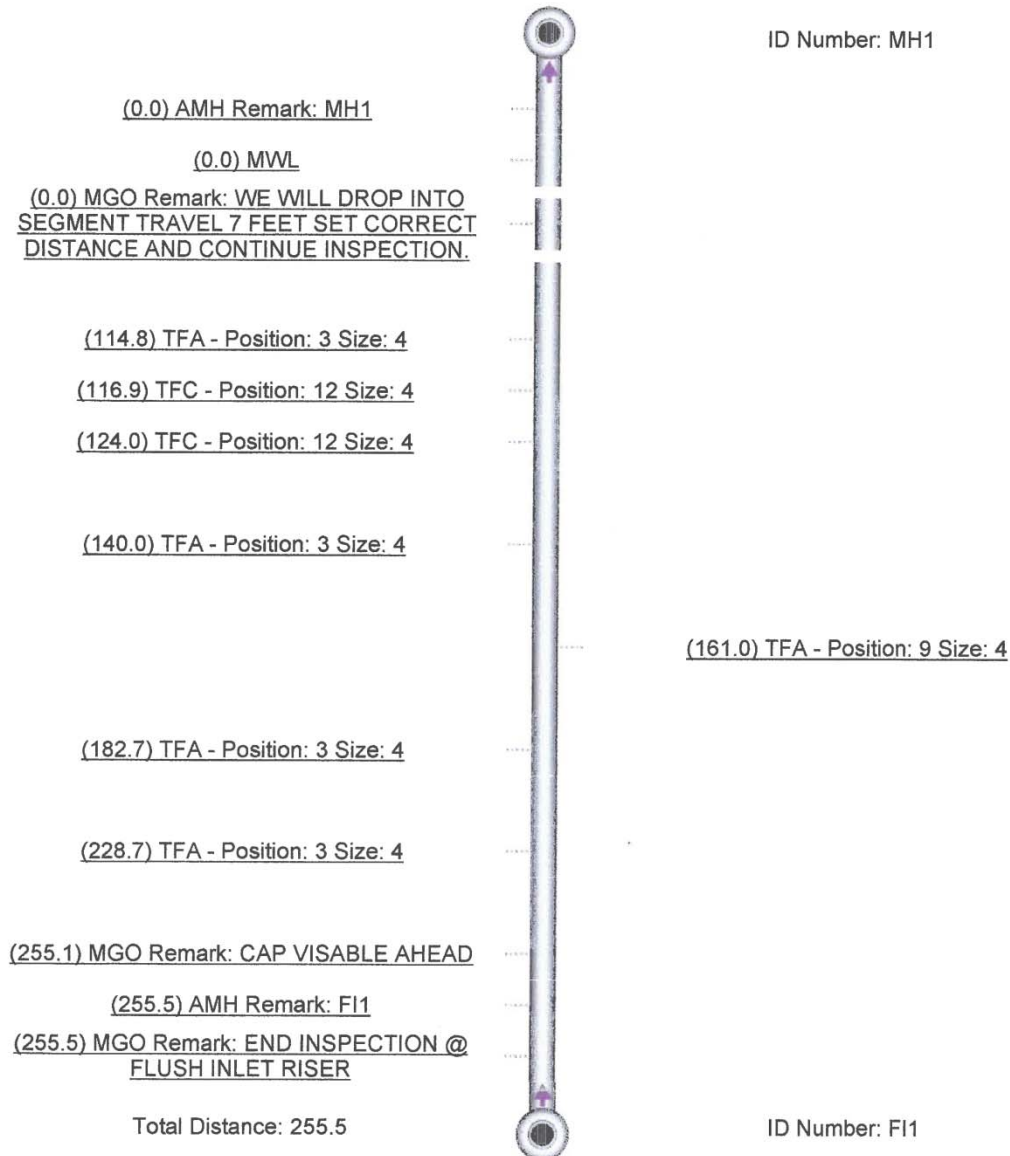 ID Number: MH1
(0.0) AMH Remark: MH1
(0.0) MWL
(0.0) MGO Remark: WE WILL DROP INTO
SEGMENT TRAVEL 7 FEET SET CORRECT
DISTANCE AND CONTINUE INSPECTION.
(114.8) TFA - Position: 3 Size: 4
(116.9) TFC - Position: 12 Size: 4
(124.0) TFC - Position: 12 Size: 4
(140.0) TFA - Position: 3 Size: 4
(161.0) TFA - Position: 9 Size: 4
(182.7) TFA - Position: 3 Size: 4
(228.7) TFA - Position: 3 Size: 4
(255.1) MGO Remark: CAP VISABLE AHEAD
(255.5) AMH Remark: FI1
(255.5) MGO Remark: END INSPECTION @
FLUSH INLET RISER
Total Distance: 255.5
ID Number: FI1